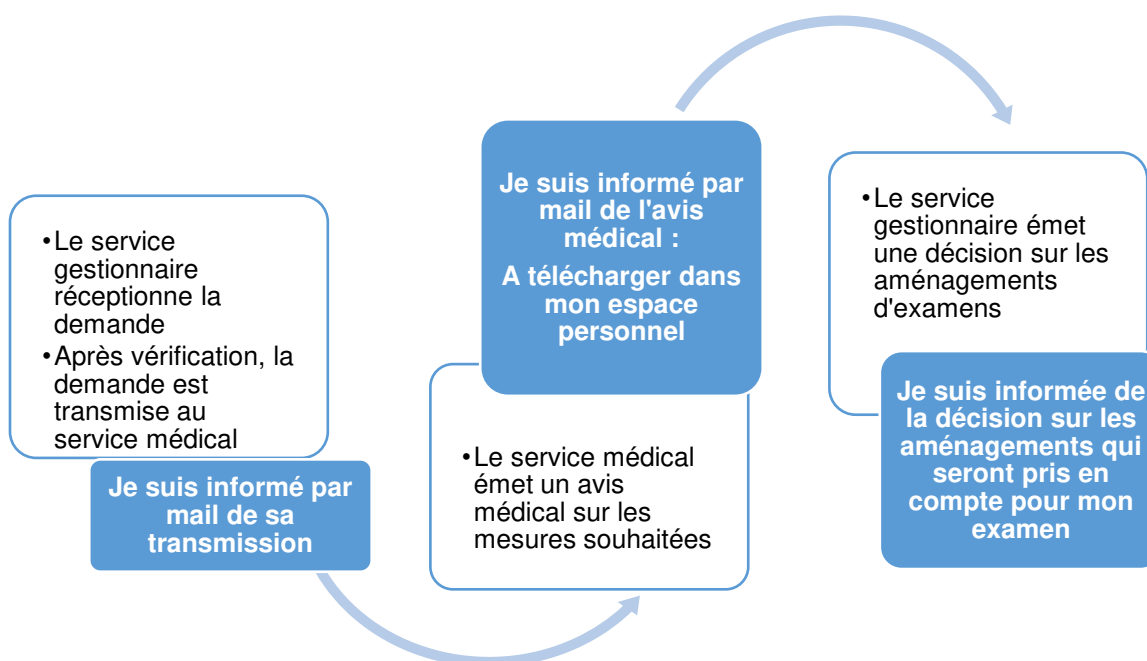 •Le service
gestionnaire
réceptionne la
demande
•Après vérification, la
demande est
transmise au
service médical
Je suis informé par
mail de sa
transmission
Je suis informé par
mail de l'avis
médical :
A télécharger dans
mon espace
personnel
•Le service médical
émet un avis
médical sur les
mesures souhaitées
•Le service
gestionnaire émet
une décision sur les
aménagements
d'examens
Je suis informée de
la décision sur les
aménagements qui
seront pris en
compte pour mon
examen